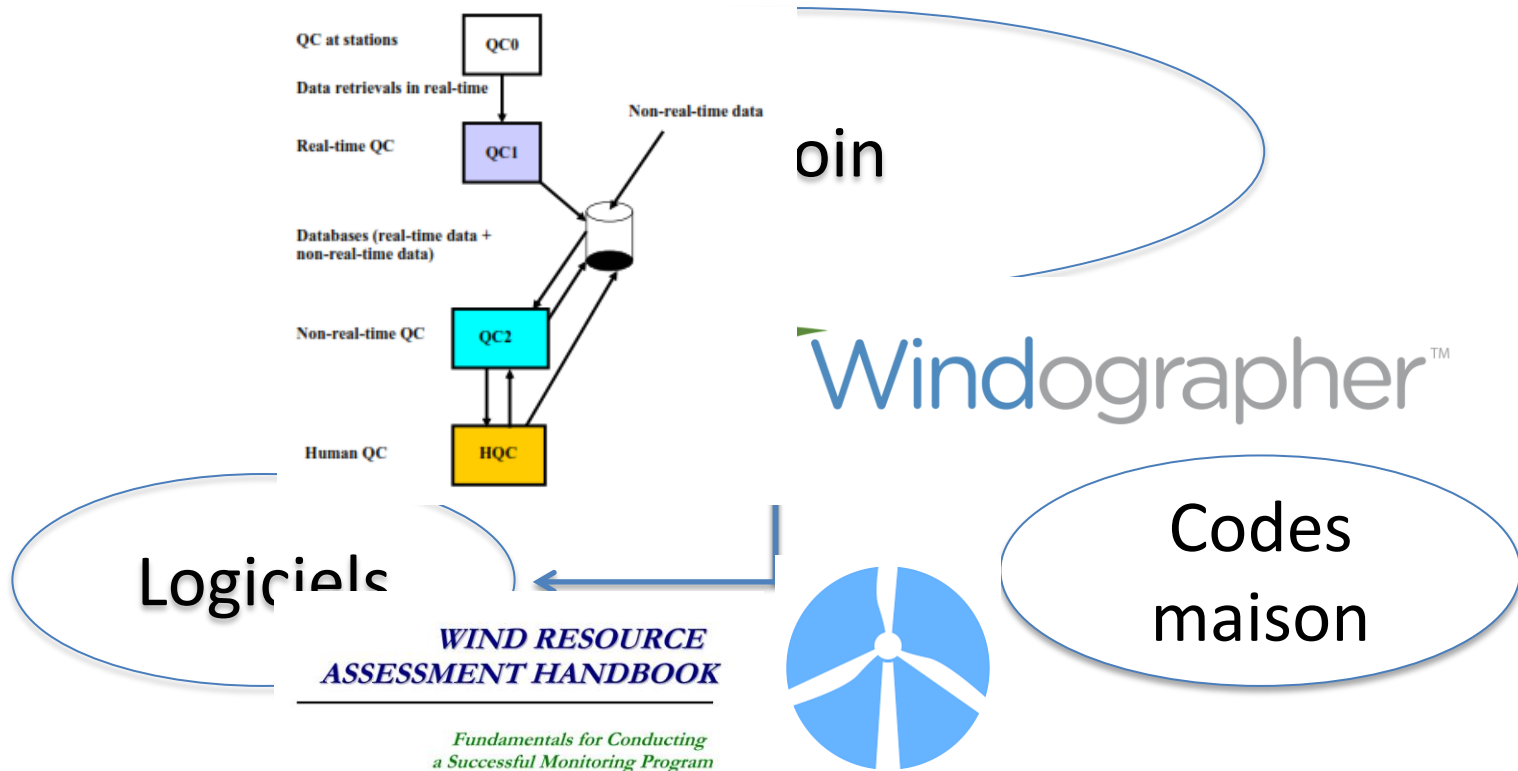 QC at stations
QC0
Data retrievals in real-time
Non-real-time data
Real-time QC
QC1
oin
Databases (real-time data +
non-real-time data)
Non-real-time QC
QC2
Windographer™
Human QC
HQC
Codes
maison
Logiciels
WIND RESOURCE
ASSESSMENT HANDBOOK
Fundamentals for Conducting
a Successful Monitoring Program